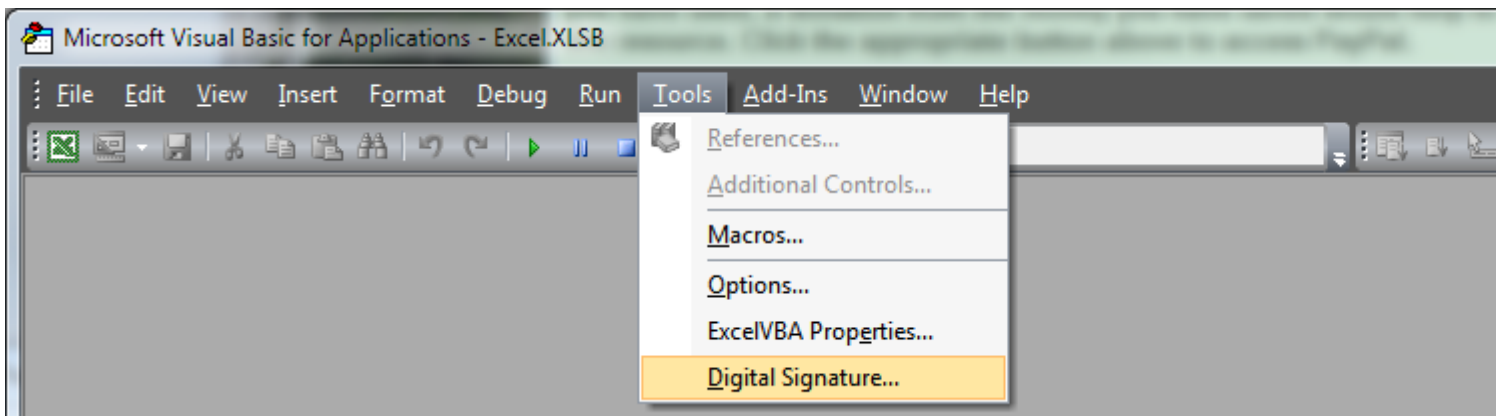 Microsoft Visual Basic for Applications - Excel.XLSB
File Edit View Insert Format Debug Run Tools Add-Ins Window Help
References...
Additional Controls...
Macros...
Options...
ExcelVBA Properties...
Digital Signature...